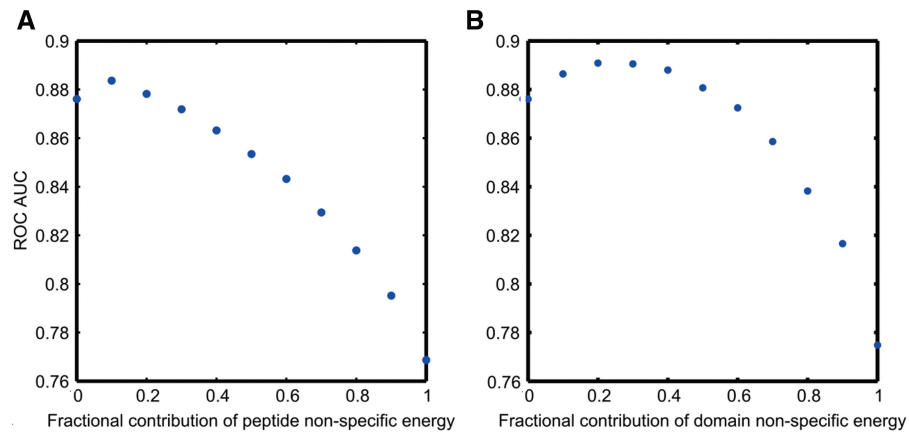 A
B
0.9
0.88
0.86
0.84
0.82
0.8
0.78
0.76
ROC AUC
0 0.2 0.4 0.6 0.8 1
Fractional contribution of peptide non-specific energy
0.9
0.88
0.86
0.84
0.82
0.8
0.78
0.76
0 0.2 0.4 0.6 0.8 1
Fractional contribution of domain non-specific energy